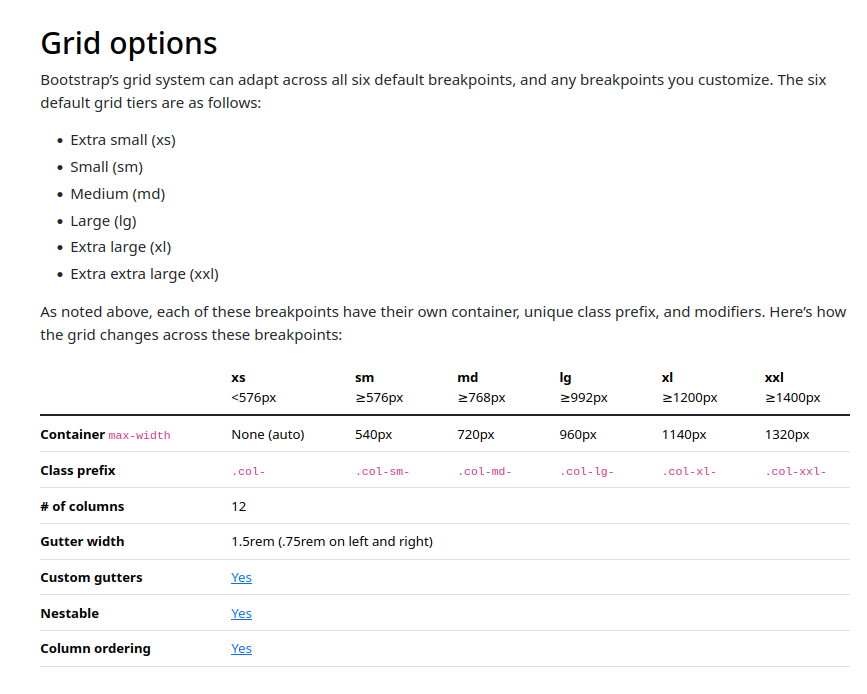 Grid options
Bootstrap’s grid system can adapt across all six default breakpoints, and any breakpoints you customize. The six
default grid tiers are as follows:
• Extra small (xs)
• Small (sm)
• Medium (md)
• Large (lg)
• Extra large (xl)
• Extra extra large (xxl)
As noted above, each of these breakpoints have their own container, unique class prefix, and modifiers. Here’s how
the grid changes across these breakpoints:
xs sm md lg xl xxl
<576px ≥576px ≥768px ≥992px ≥1200px ≥1400px
Container max-width None (auto) 540px 720px 960px 1140px 1320px
Class prefix .col- .col-sm- .col-md- .col-lg- .col-xl- .col-xxl-
# of columns 12
Gutter width 1.5rem (.75rem on left and right)
Custom gutters Yes
Nestable Yes
Column ordering Yes